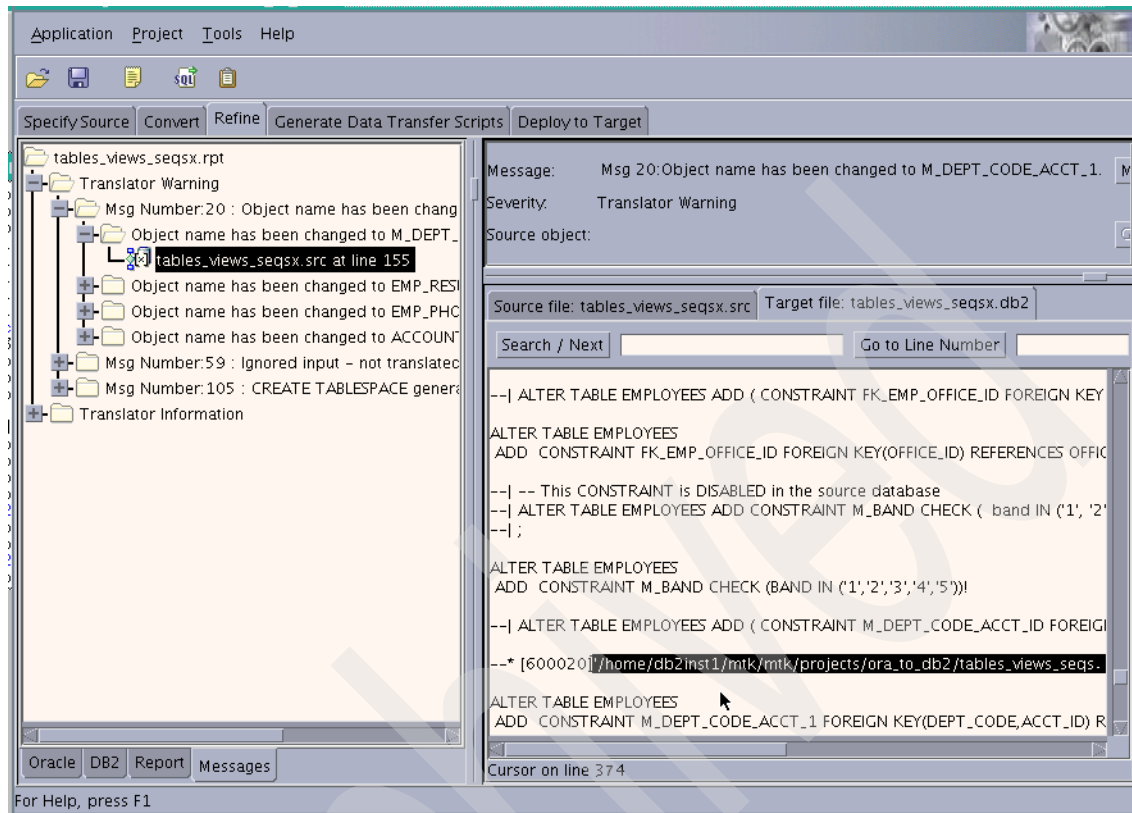 Application Project Tools Help
SQL
Specify Source Convert Refine Generate Data Transfer Scripts Deploy to Target
tables_views_seqsx.rpt
Translator Warning
Msg Number:20 : Object name has been chang
Object name has been changed to M_DEPT_
tables_views_seqsx.src at line 155
Object name has been changed to EMP_RES
Object name has been changed to EMP_PHO
Object name has been changed to ACCOUN
Msg Number:59 : Ignored input – not translated
Msg Number:105 : CREATE TABLESPACE genera
Translator Information
Oracle DB2 Report Messages
Message: Msg 20:Object name has been changed to M_DEPT_CODE_ACCT_1. M
Severity: Translator Warning
Source object: G
Source file: tables_views_seqsx.src Target file: tables_views_seqsx.db2
Search / Next Go to Line Number
--| ALTER TABLE EMPLOYEES ADD ( CONSTRAINT FK_EMP_OFFICE_ID FOREIGN KEY
ALTER TABLE EMPLOYEES
ADD CONSTRAINT FK_EMP_OFFICE_ID FOREIGN KEY(OFFICE_ID) REFERENCES OFFIC
--| -- This CONSTRAINT is DISABLED in the source database
--| ALTER TABLE EMPLOYEES ADD CONSTRAINT M_BAND CHECK ( band IN ('1', '2'
--| ;
ALTER TABLE EMPLOYEES
ADD CONSTRAINT M_BAND CHECK (BAND IN ('1','2','3','4','5'))!
--| ALTER TABLE EMPLOYEES ADD ( CONSTRAINT M_DEPT_CODE_ACCT_ID FOREIG
--* [600020]'/home/db2inst1/mtk/mtk/projects/ora_to_db2/tables_views_seqs.
ALTER TABLE EMPLOYEES
ADD CONSTRAINT M_DEPT_CODE_ACCT_1 FOREIGN KEY(DEPT_CODE,ACCT_ID) R
Cursor on line 374
For Help, press F1